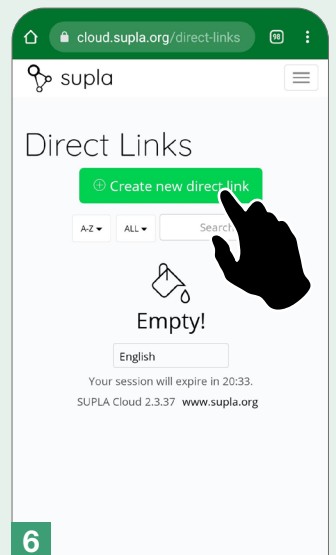 cloud.supla.org/direct-links 98
supla
Direct Links
Create new direct link
A-Z ALL Search
Empty!
English
Your session will expire in 20:33.
SUPLA Cloud 2.3.37 www.supla.org
6